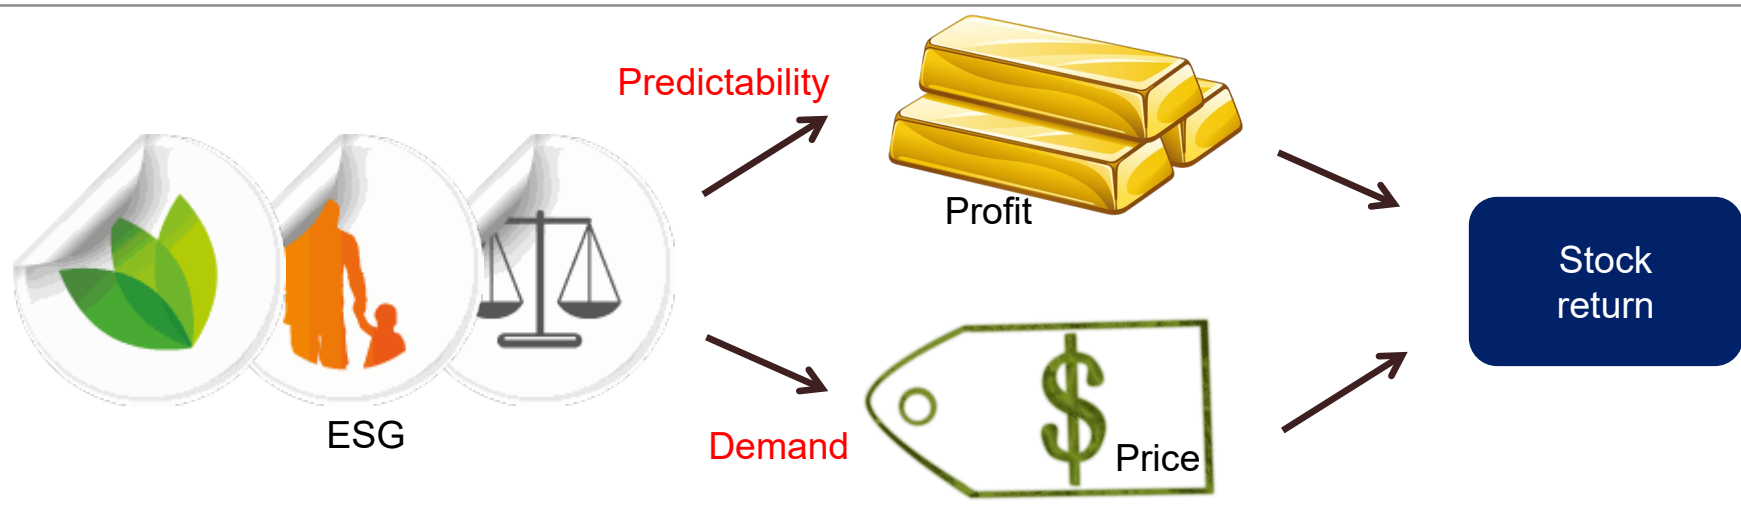 Predictability
Profit
Stock
return
ESG
Demand
$
Price